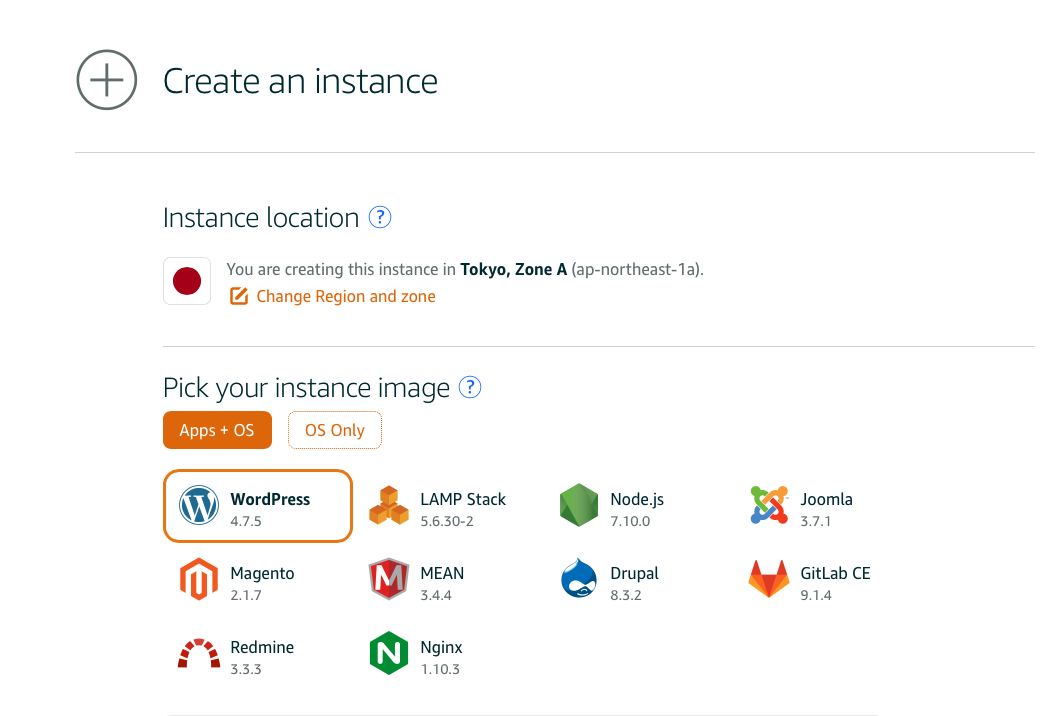 Create an instance
Instance location ?
You are creating this instance in Tokyo, Zone A (ap-northeast-1a).
Change Region and zone
Pick your instance image ?
Apps + OS
OS Only
WordPress
4.7.5
LAMP Stack
5.6.30-2
Node.js
7.10.0
Joomla
3.7.1
Magento
2.1.7
MEAN
3.4.4
Drupal
8.3.2
GitLab CE
9.1.4
Redmine
3.3.3
Nginx
1.10.3